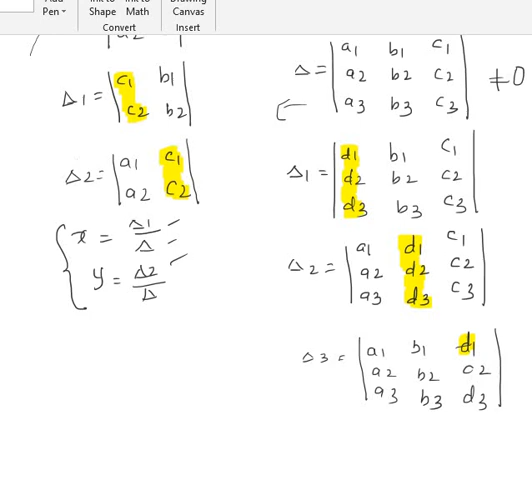 Add Pen
Ink to Shape
Ink to Math
Drawing Canvas
Convert
Insert
a2
Δ1 = | c1 b1 |
| c2 b2 |
Δ2 = | a1 c1 |
| a2 c2 |
x = Δ1/Δ
y = Δ2/Δ
Δ = | a1 b1 c1 |
| a2 b2 c2 | ≠0
| a3 b3 c3 |
Δ1 = | d1 b1 c1 |
| d2 b2 c2 |
| d3 b3 c3 |
Δ2 = | a1 d1 c1 |
| a2 d2 c2 |
| a3 d3 c3 |
Δ3 = | a1 b1 d1 |
| a2 b2 c2 |
| a3 b3 d3 |